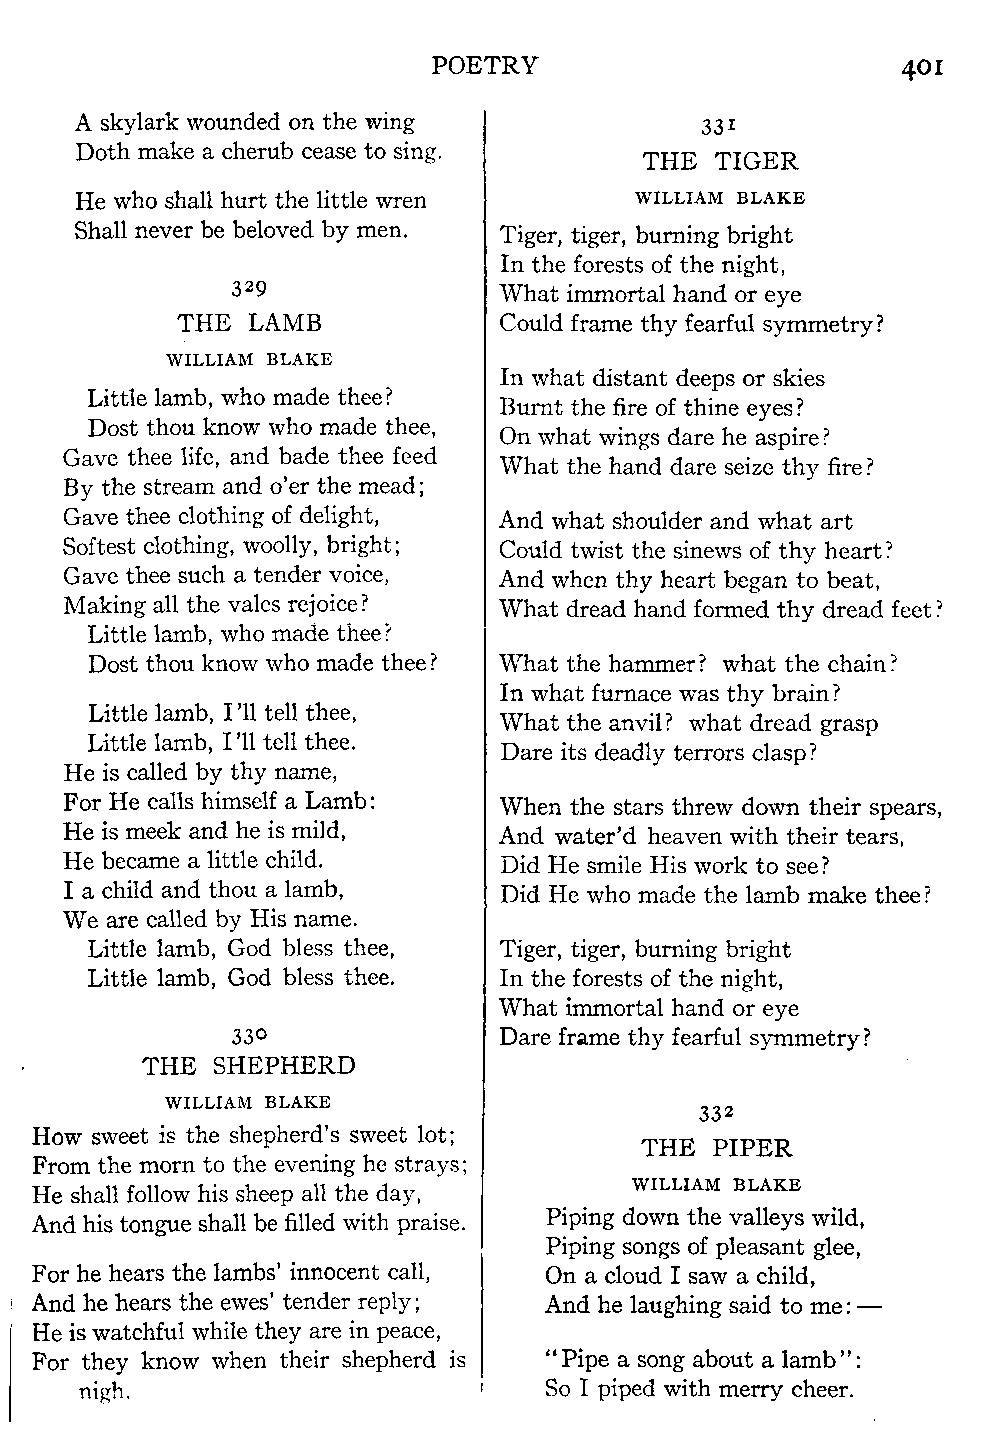 POETRY 401
A skylark wounded on the wing
Doth make a cherub cease to sing.
He who shall hurt the little wren
Shall never be beloved by men.
329
THE LAMB
WILLIAM BLAKE
Little lamb, who made thee?
Dost thou know who made thee,
Gave thee life, and bade thee feed
By the stream and o'er the mead;
Gave thee clothing of delight,
Softest clothing, woolly, bright;
Gave thee such a tender voice,
Making all the vales rejoice?
Little lamb, who made thee?
Dost thou know who made thee?
Little lamb, I'll tell thee,
Little lamb, I'll tell thee.
He is called by thy name,
For He calls himself a Lamb:
He is meek and he is mild,
He became a little child.
I a child and thou a lamb,
We are called by His name.
Little lamb, God bless thee,
Little lamb, God bless thee.
330
THE SHEPHERD
WILLIAM BLAKE
How sweet is the shepherd's sweet lot;
From the morn to the evening he strays;
He shall follow his sheep all the day,
And his tongue shall be filled with praise.
For he hears the lambs' innocent call,
And he hears the ewes' tender reply;
He is watchful while they are in peace,
For they know when their shepherd is
nigh.
331
THE TIGER
WILLIAM BLAKE
Tiger, tiger, burning bright
In the forests of the night,
What immortal hand or eye
Could frame thy fearful symmetry?
In what distant deeps or skies
Burnt the fire of thine eyes?
On what wings dare he aspire?
What the hand dare seize thy fire?
And what shoulder and what art
Could twist the sinews of thy heart?
And when thy heart began to beat,
What dread hand formed thy dread feet?
What the hammer? what the chain?
In what furnace was thy brain?
What the anvil? what dread grasp
Dare its deadly terrors clasp?
When the stars threw down their spears,
And water'd heaven with their tears,
Did He smile His work to see?
Did He who made the lamb make thee?
Tiger, tiger, burning bright
In the forests of the night,
What immortal hand or eye
Dare frame thy fearful symmetry?
332
THE PIPER
WILLIAM BLAKE
Piping down the valleys wild,
Piping songs of pleasant glee,
On a cloud I saw a child,
And he laughing said to me:—
"Pipe a song about a lamb":
So I piped with merry cheer.